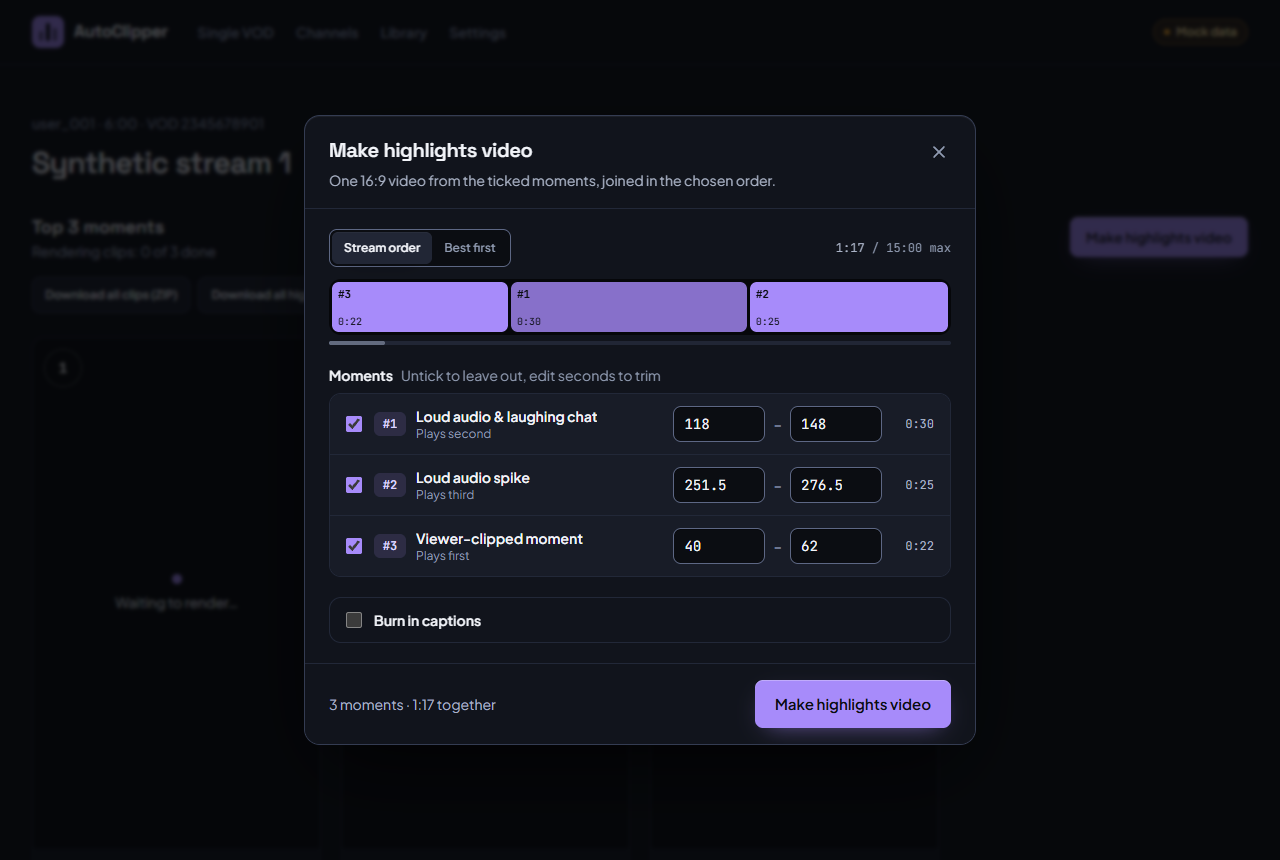 AutoClipper Single VOD Channels Library Settings Mock data
user_001 · 6:00 · VOD 2345678901
Synthetic stream 1
Top 3 moments
Rendering clips: 0 of 3 done
Make highlights video
Download all clips (ZIP) Download all
1
Waiting to render...
Make highlights video
One 16:9 video from the ticked moments, joined in the chosen order.
Stream order Best first 1:17 / 15:00 max
#3 #1 #2
0:22 0:30 0:25
Moments Untick to leave out, edit seconds to trim
#1 Loud audio & laughing chat 118 – 148 0:30
Plays second
#2 Loud audio spike 251.5 – 276.5 0:25
Plays third
#3 Viewer-clipped moment 40 – 62 0:22
Plays first
Burn in captions
3 moments · 1:17 together Make highlights video